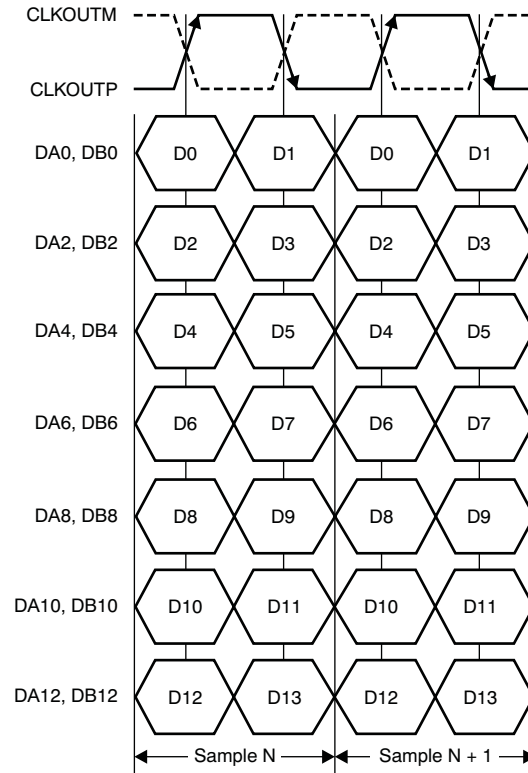 CLKOUTM
CLKOUTP
DA0, DB0 D0 D1 D0 D1
DA2, DB2 D2 D3 D2 D3
DA4, DB4 D4 D5 D4 D5
DA6, DB6 D6 D7 D6 D7
DA8, DB8 D8 D9 D8 D9
DA10, DB10 D10 D11 D10 D11
DA12, DB12 D12 D13 D12 D13
Sample N Sample N + 1